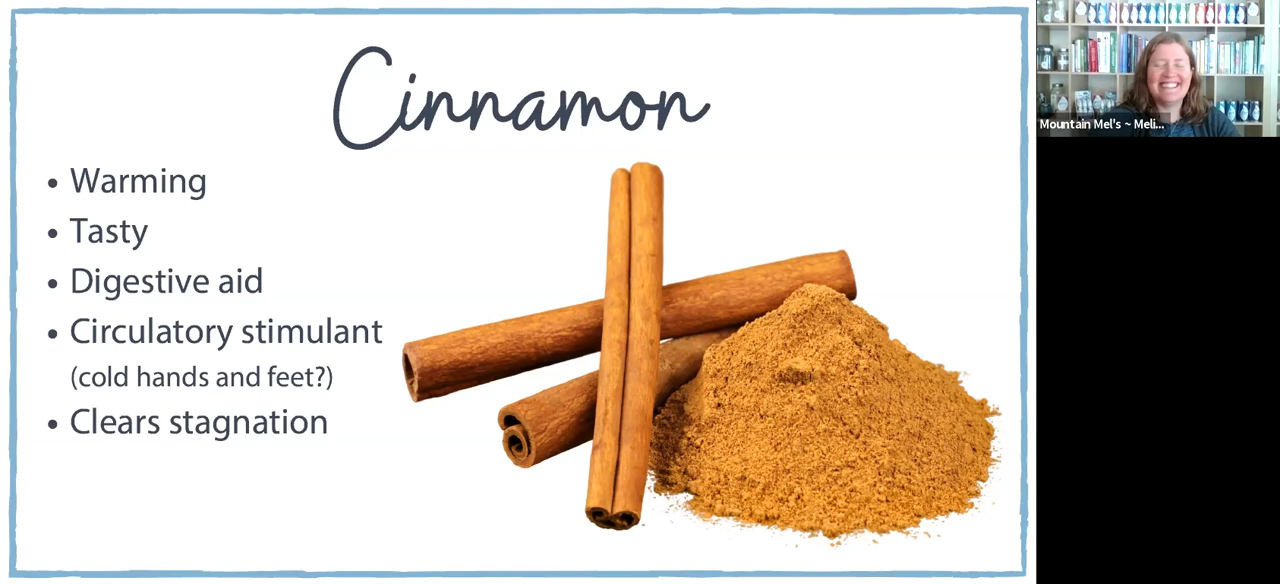 Cinnamon
• Warming
• Tasty
• Digestive aid
• Circulatory stimulant
(cold hands and feet?)
• Clears stagnation
Mountain Mel's ~ Meli...